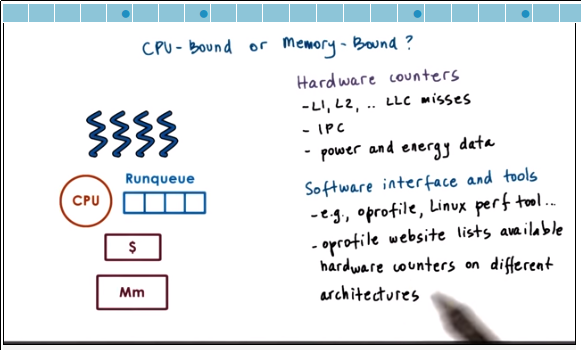 CPU-Bound or Memory-Bound?
Hardware counters
-L1, L2, .. LLC misses
- IPC
- power and energy data
Runqueue
CPU
$
Mm
Software interface and tools
-e.g., oprofile, Linux perf tool...
-oprofile website lists available
hardware counters on different
architectures